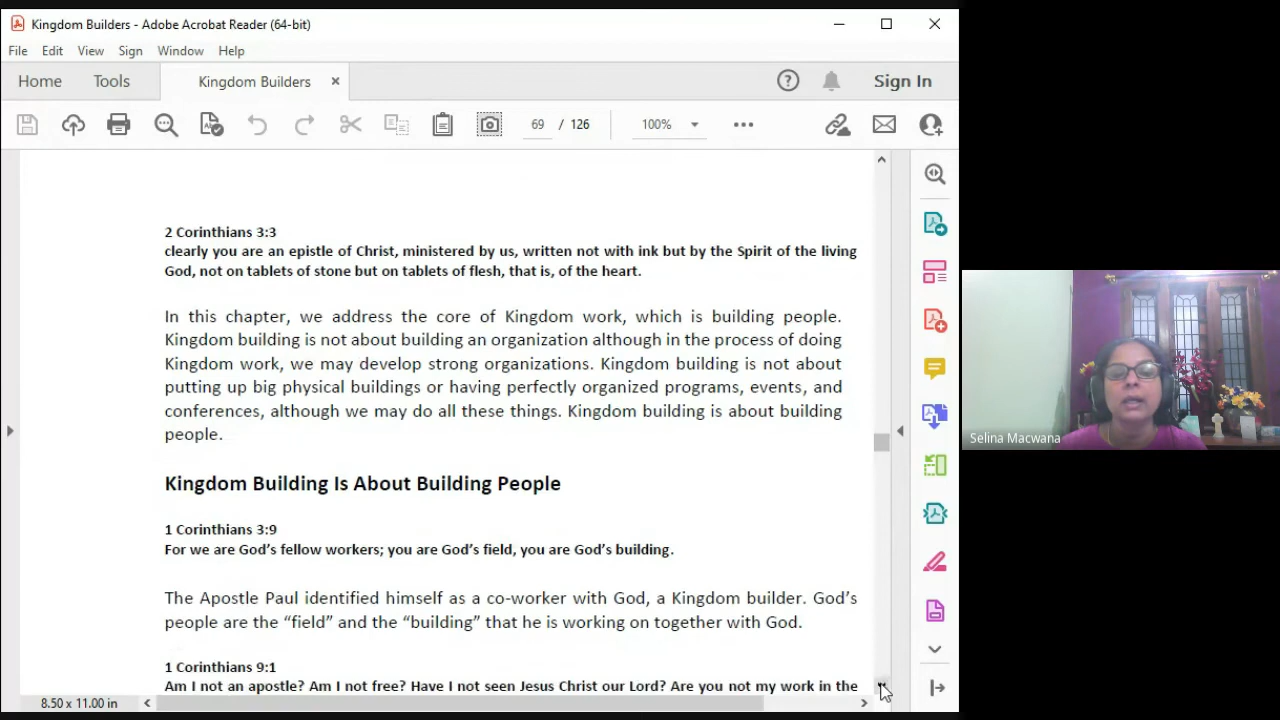 Kingdom Builders - Adobe Acrobat Reader (64-bit)
File Edit View Sign Window Help
Home Tools Kingdom Builders × Sign In
69 / 126 100%
2 Corinthians 3:3
clearly you are an epistle of Christ, ministered by us, written not with ink but by the Spirit of the living
God, not on tablets of stone but on tablets of flesh, that is, of the heart.
In this chapter, we address the core of Kingdom work, which is building people.
Kingdom building is not about building an organization although in the process of doing
Kingdom work, we may develop strong organizations. Kingdom building is not about
putting up big physical buildings or having perfectly organized programs, events, and
conferences, although we may do all these things. Kingdom building is about building
people.
Kingdom Building Is About Building People
1 Corinthians 3:9
For we are God’s fellow workers; you are God’s field, you are God’s building.
The Apostle Paul identified himself as a co-worker with God, a Kingdom builder. God’s
people are the “field” and the “building” that he is working on together with God.
1 Corinthians 9:1
Am I not an apostle? Am I not free? Have I not seen Jesus Christ our Lord? Are you not my work in the
8.50 x 11.00 in
Selina Macwana